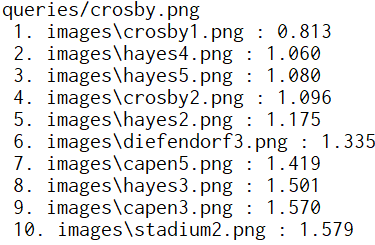 queries/crosby.png
1. images\crosby1.png : 0.813
2. images\hayes4.png : 1.060
3. images\hayes5.png : 1.080
4. images\crosby2.png : 1.096
5. images\hayes2.png : 1.175
6. images\diefendorf3.png : 1.335
7. images\capen5.png : 1.419
8. images\hayes3.png : 1.501
9. images\capen3.png : 1.570
10. images\stadium2.png : 1.579